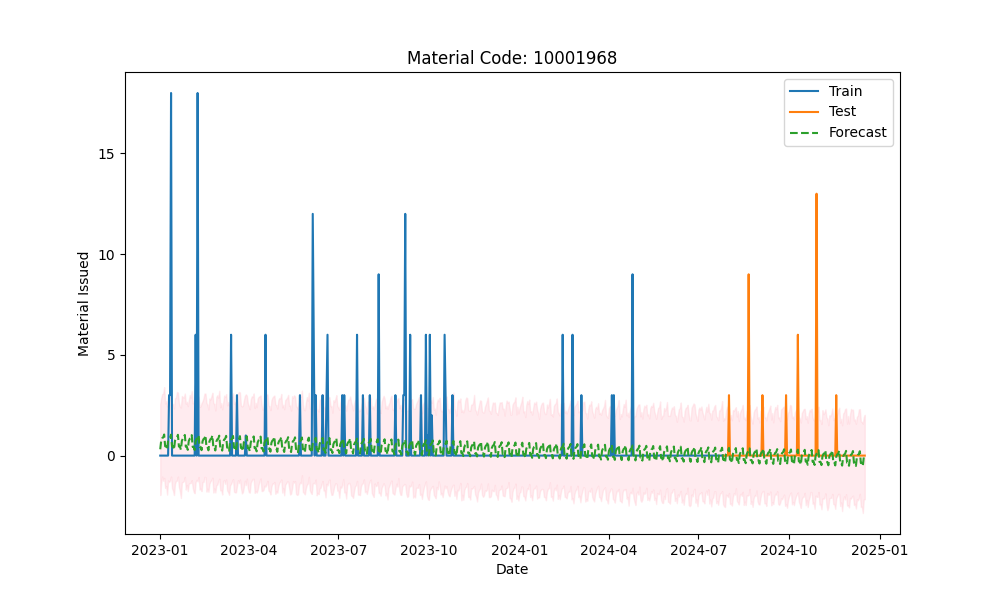 Material Code: 10001968
Train
Test
Forecast
15
10
5
0
Material Issued
2023-01 2023-04 2023-07 2023-10 2024-01 2024-04 2024-07 2024-10 2025-01
Date